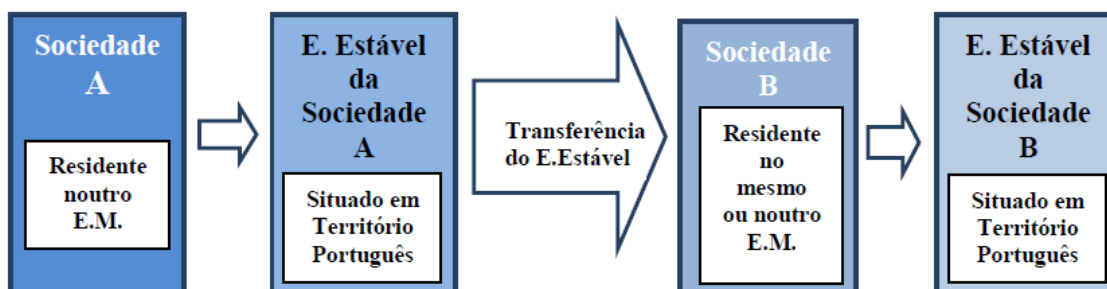 Sociedade
A
Residente
noutro
E.M.
E. Estável
da
Sociedade
A
Situado em
Território
Português
Transferência
do E.Estável
Sociedade
B
Residente
no
mesmo
ou noutro
E.M.
E. Estável
da
Sociedade
B
Situado em
Território
Português